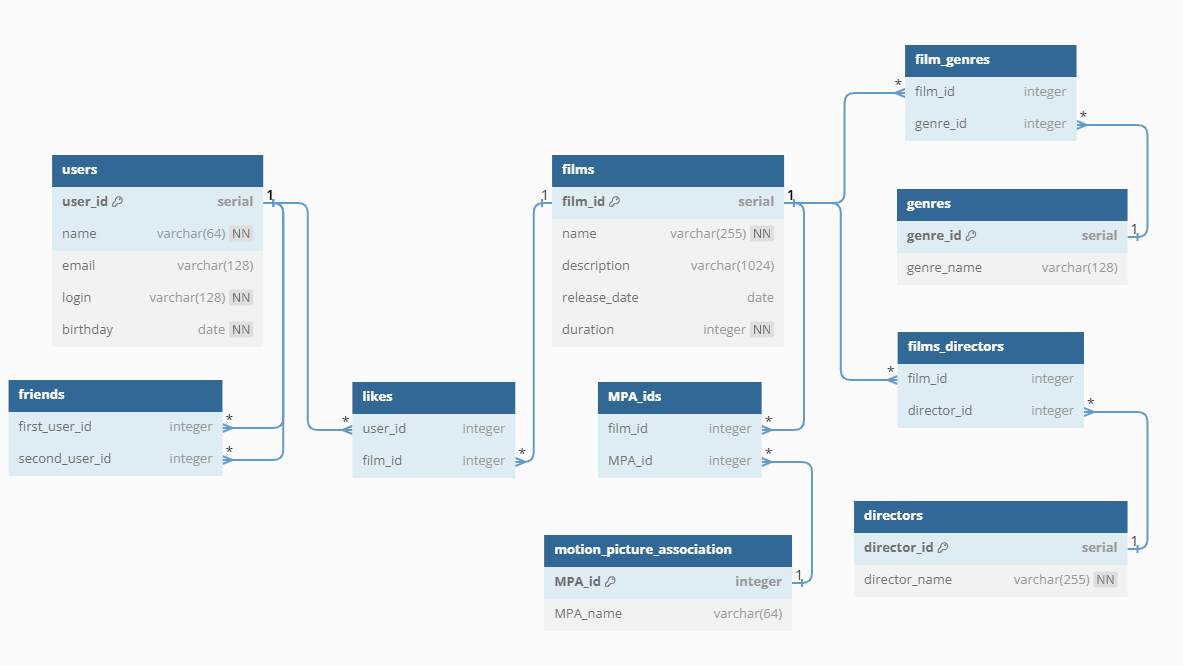 users
user_id serial
name varchar(64) NN
email varchar(128)
login varchar(128) NN
birthday date NN
friends
first_user_id integer
second_user_id integer
likes
user_id integer
film_id integer
films
film_id serial
name varchar(255) NN
description varchar(1024)
release_date date
duration integer NN
MPA_ids
film_id integer
MPA_id integer
motion_picture_association
MPA_id integer
MPA_name varchar(64)
film_genres
film_id integer
genre_id integer
genres
genre_id serial
genre_name varchar(128)
films_directors
film_id integer
director_id integer
directors
director_id serial
director_name varchar(255) NN
1
*
*
*
1
*
1
*
*
1
*
*
1
*
*
1